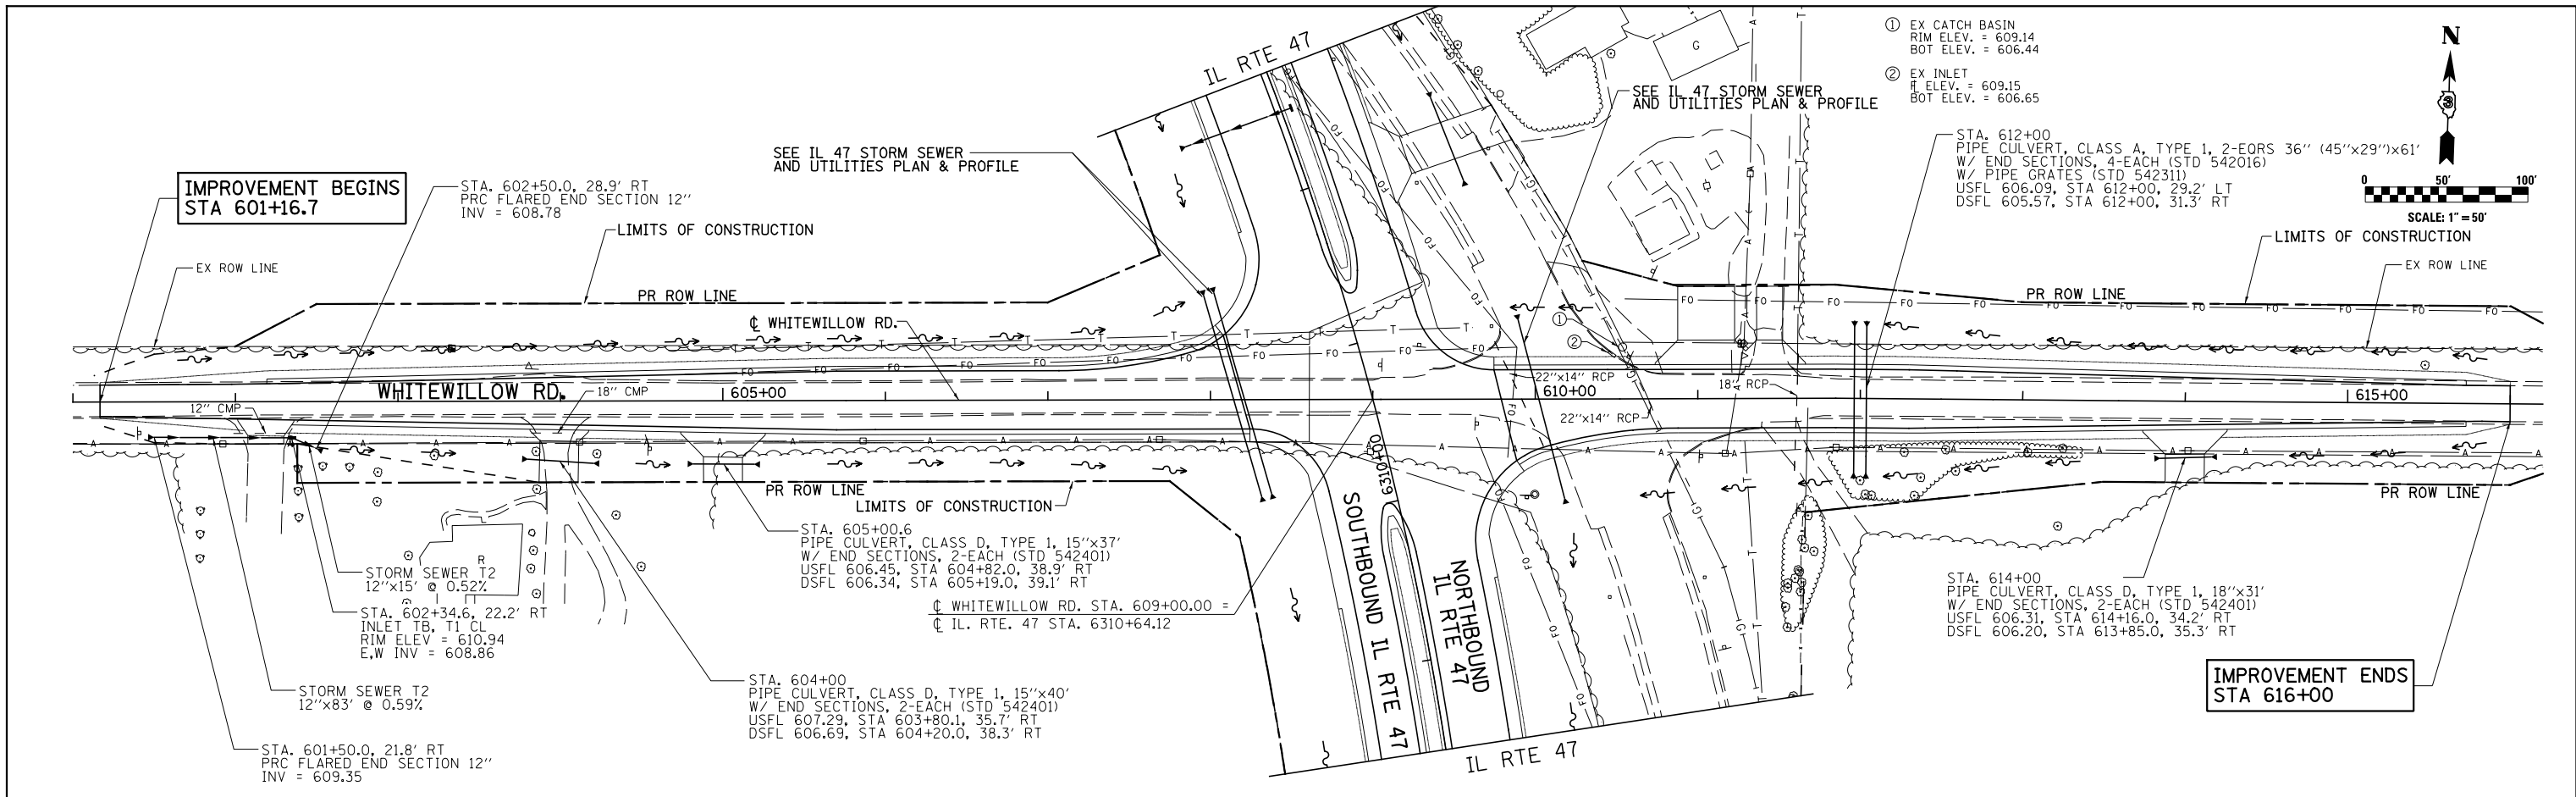 IL RTE 47
① EX CATCH BASIN
RIM ELEV. = 609.14
BOT ELEV. = 606.44
② EX INLET
℄ ELEV. = 609.15
BOT ELEV. = 606.65
N
3
0 50' 100'
SCALE: 1" = 50'
G
SEE IL 47 STORM SEWER
AND UTILITIES PLAN & PROFILE
SEE IL 47 STORM SEWER
AND UTILITIES PLAN & PROFILE
STA. 612+00
PIPE CULVERT, CLASS A, TYPE 1, 2-EQRS 36" (45"x29")x61'
W/ END SECTIONS, 4-EACH (STD 542016)
W/ PIPE GRATES (STD 542311)
USFL 606.09, STA 612+00, 29.2' LT
DSFL 605.57, STA 612+00, 31.3' RT
IMPROVEMENT BEGINS
STA 601+16.7
STA. 602+50.0, 28.9' RT
PRC FLARED END SECTION 12"
INV = 608.78
LIMITS OF CONSTRUCTION
LIMITS OF CONSTRUCTION
EX ROW LINE
EX ROW LINE
PR ROW LINE
PR ROW LINE
℄ WHITEWILLOW RD.
①
②
WHITEWILLOW RD.
605+00
610+00
615+00
12" CMP
18" CMP
22"x14" RCP
18" RCP
22"x14" RCP
6310+00
PR ROW LINE
LIMITS OF CONSTRUCTION
PR ROW LINE
STA. 605+00.6
PIPE CULVERT, CLASS D, TYPE 1, 15"x37'
W/ END SECTIONS, 2-EACH (STD 542401)
USFL 606.45, STA 604+82.0, 38.9' RT
DSFL 606.34, STA 605+19.0, 39.1' RT
R
STORM SEWER T2
12"x15' @ 0.52%
STA. 602+34.6, 22.2' RT
INLET TB, T1 CL
RIM ELEV = 610.94
E,W INV = 608.86
℄ WHITEWILLOW RD. STA. 609+00.00 =
℄ IL. RTE. 47 STA. 6310+64.12
SOUTHBOUND IL RTE 47
NORTHBOUND
IL RTE 47
STA. 614+00
PIPE CULVERT, CLASS D, TYPE 1, 18"x31'
W/ END SECTIONS, 2-EACH (STD 542401)
USFL 606.31, STA 614+16.0, 34.2' RT
DSFL 606.20, STA 613+85.0, 35.3' RT
STORM SEWER T2
12"x83' @ 0.59%
STA. 604+00
PIPE CULVERT, CLASS D, TYPE 1, 15"x40'
W/ END SECTIONS, 2-EACH (STD 542401)
USFL 607.29, STA 603+80.1, 35.7' RT
DSFL 606.69, STA 604+20.0, 38.3' RT
IMPROVEMENT ENDS
STA 616+00
STA. 601+50.0, 21.8' RT
PRC FLARED END SECTION 12"
INV = 609.35
IL RTE 47